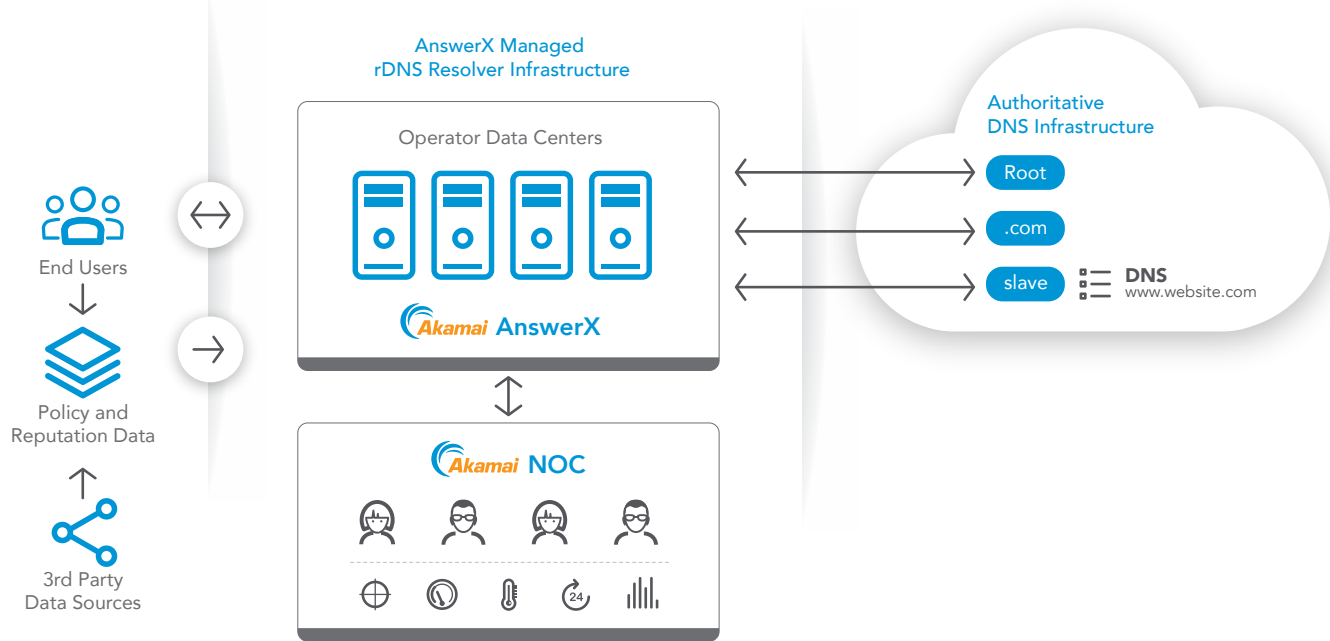 AnswerX Managed
rDNS Resolver Infrastructure
Operator Data Centers
Akamai AnswerX
Akamai NOC
24
End Users
Policy and
Reputation Data
3rd Party
Data Sources
Authoritative
DNS Infrastructure
Root
.com
slave
DNS
www.website.com